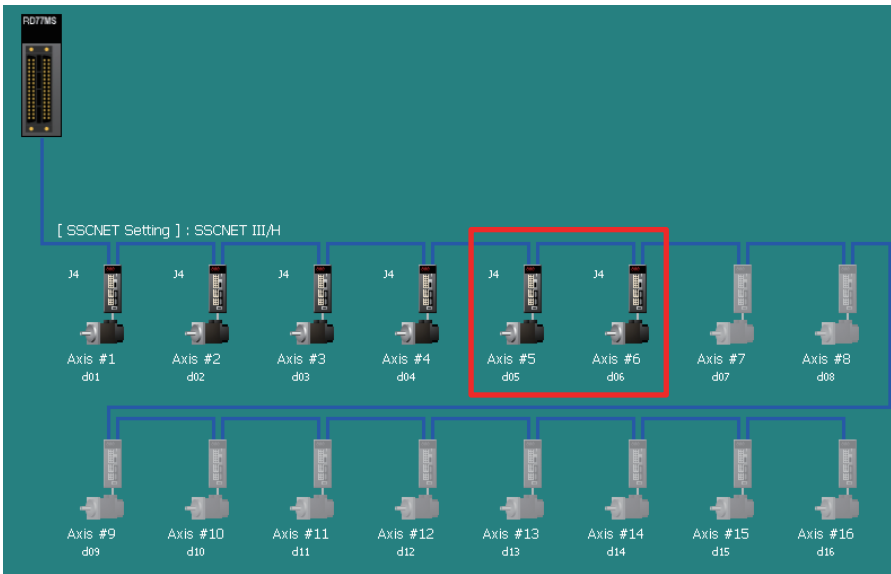 RD77MS
[ SSCNET Setting ] : SSCNET III/H
J4 J4 J4 J4 J4 J4
Axis #1 Axis #2 Axis #3 Axis #4 Axis #5 Axis #6 Axis #7 Axis #8
d01 d02 d03 d04 d05 d06 d07 d08
Axis #9 Axis #10 Axis #11 Axis #12 Axis #13 Axis #14 Axis #15 Axis #16
d09 d10 d11 d12 d13 d14 d15 d16